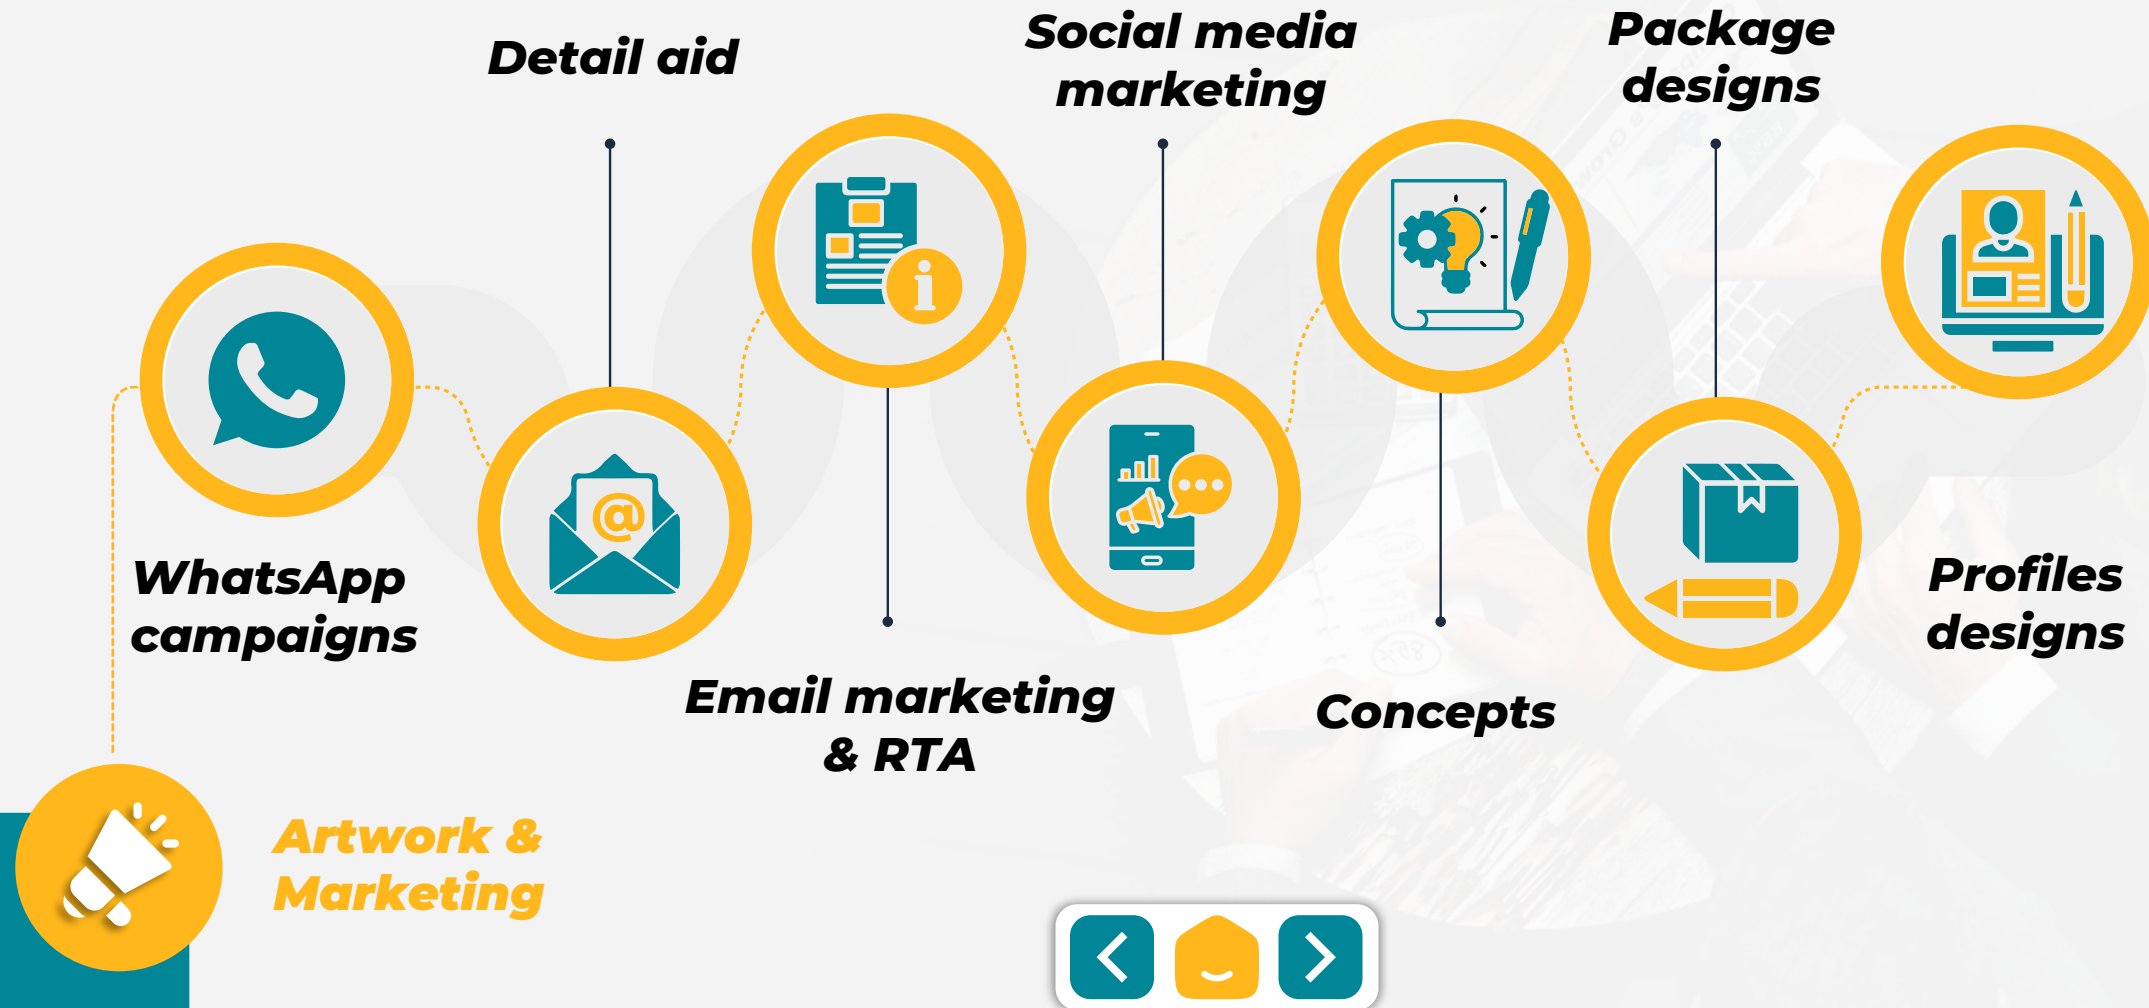 Detail aid
Social media
marketing
Package
designs
WhatsApp
campaigns
Email marketing
& RTA
Concepts
Profiles
designs
Artwork &
Marketing
@
i